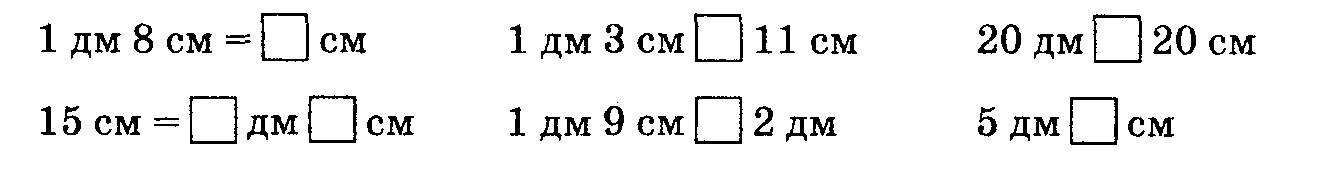 1 дм 8 см = □ см 1 дм 3 см □ 11 см 20 дм □ 20 см
15 см = □ дм □ см 1 дм 9 см □ 2 дм 5 дм □ см